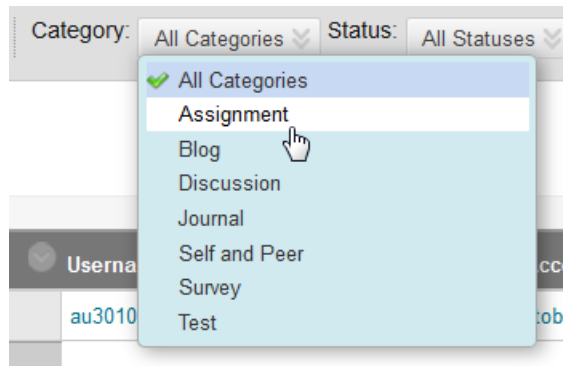 Category: All Categories Status: All Statuses
All Categories
Assignment
Blog
Discussion
Journal
Self and Peer
Survey
Test